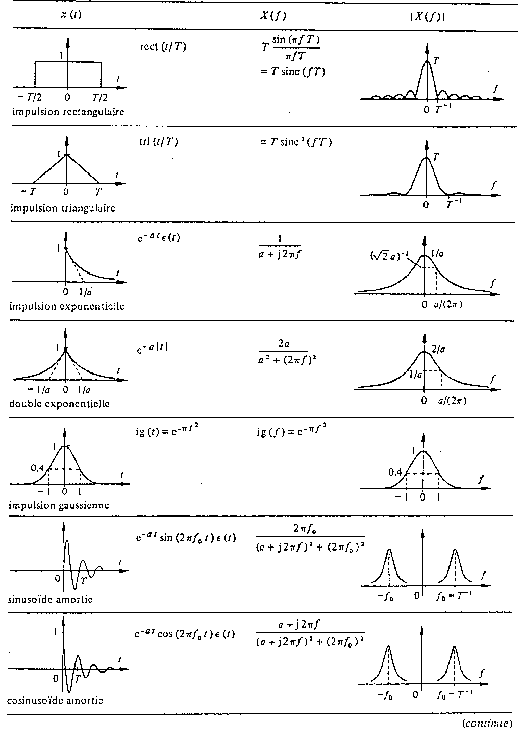 x(t) X(f) |X(f)|
rect (t/T) T sin (πfT) / πfT
= T sinc (fT)
1 t
−T/2 0 T/2
T f
0 T⁻¹
impulsion rectangulaire
tri (t/T) = T sinc² (fT)
1 t
−T 0 T
T f
0 T⁻¹
impulsion triangulaire
e⁻ᵃᵗ ϵ(t) 1 / a + j2πf
1 t
0 1/a
(√2 a)⁻¹ 1/a f
0 a/(2π)
impulsion exponentielle
e⁻ᵃ|ᵗ| 2a / a² + (2πf)²
1 t
−1/a 0 1/a
2/a 1/a f
0 a/(2π)
double exponentielle
ig (t) = e^−πt² ig (f) = e^−πf²
1 0,4 t
−1 0 1
1 0,4 f
−1 0 1
impulsion gaussienne
e⁻ᵃᵗ sin (2πf₀t) ϵ(t) 2πf₀ / (a + j2πf)² + (2πf₀)²
0 T t
−f₀ 0 f₀ = T⁻¹ f
sinusoïde amortie
e⁻ᵃᵀ cos (2πf₀t) ϵ(t) a + j2πf / (a + j2πf)² + (2πf₀)²
1 0 T t
−f₀ 0 f₀ − T⁻¹ f
cosinusoïde amortie
(continue)